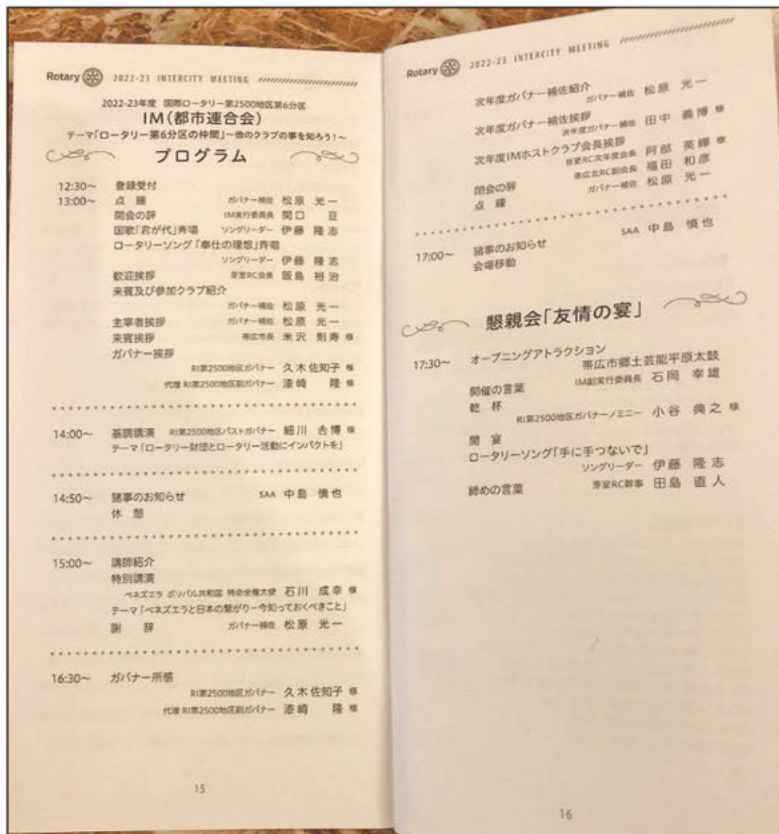 Rotary 2022-23 INTERCITY MEETING
2022-23年度 国際ロータリー第2500地区第6分区
IM(都市連合会)
テーマ「ロータリー第6分区の仲間」～他のクラブの事を知ろう!～
プログラム
12:30～ 登録受付
13:00～ 点鐘 ガバナー補佐 松原 光一
開会の辞 IM実行委員長 関口 亘
国歌「君が代」斉唱 ソングリーダー 伊藤 隆志
ロータリーソング「奉仕の理想」斉唱
ソングリーダー 伊藤 隆志
歓迎挨拶 芽室RC会長 飯島 裕治
来賓及び参加クラブ紹介
ガバナー補佐 松原 光一
主宰者挨拶 ガバナー補佐 松原 光一
来賓挨拶 帯広市長 米沢 則寿 様
ガバナー挨拶
RI第2500地区ガバナー 久木 佐知子 様
代理 RI第2500地区副ガバナー 漆崎 隆 様
14:00～ 基調講演 RI第2500地区パストガバナー 細川 吉博 様
テーマ「ロータリー財団とロータリー活動にインパクトを」
14:50～ 諸事のお知らせ SAA 中島 慎也
休憩
15:00～ 講師紹介
特別講演
ベネズエラ ボリバル共和国 特命全権大使 石川 成幸 様
テーマ「ベネズエラと日本の繋がり－今知っておくべきこと」
謝辞 ガバナー補佐 松原 光一
16:30～ ガバナー所感
RI第2500地区ガバナー 久木 佐知子 様
代理 RI第2500地区副ガバナー 漆崎 隆 様
15
Rotary 2022-23 INTERCITY MEETING
次年度ガバナー補佐紹介
ガバナー補佐 松原 光一
次年度ガバナー補佐挨拶
次年度ガバナー補佐 田中 義博 様
次年度IMホストクラブ会長挨拶
音更RC次年度会長 阿部 英輝 様
閉会の辞 帯広北RC副会長 福田 和彦
点鐘 ガバナー補佐 松原 光一
17:00～ 諸事のお知らせ SAA 中島 慎也
会場移動
懇親会「友情の宴」
17:30～ オープニングアトラクション
帯広市郷土芸能平原太鼓
開催の言葉 IM副実行委員長 石岡 幸雄
乾杯
RI第2500地区ガバナーノミニー 小谷 典之 様
開宴
ロータリーソング「手に手つないで」
ソングリーダー 伊藤 隆志
締めの言葉 芽室RC幹事 田島 直人
16